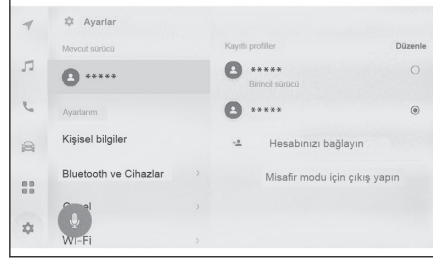 Ayarlar
Mevcut sürücü
*****
Ayarlarım
Kişisel bilgiler
Bluetooth ve Cihazlar
Wi-Fi
Kayıtlı profiller
Düzenle
*****
Birincil sürücü
*****
Hesabınızı bağlayın
Misafir modu için çıkış yapın